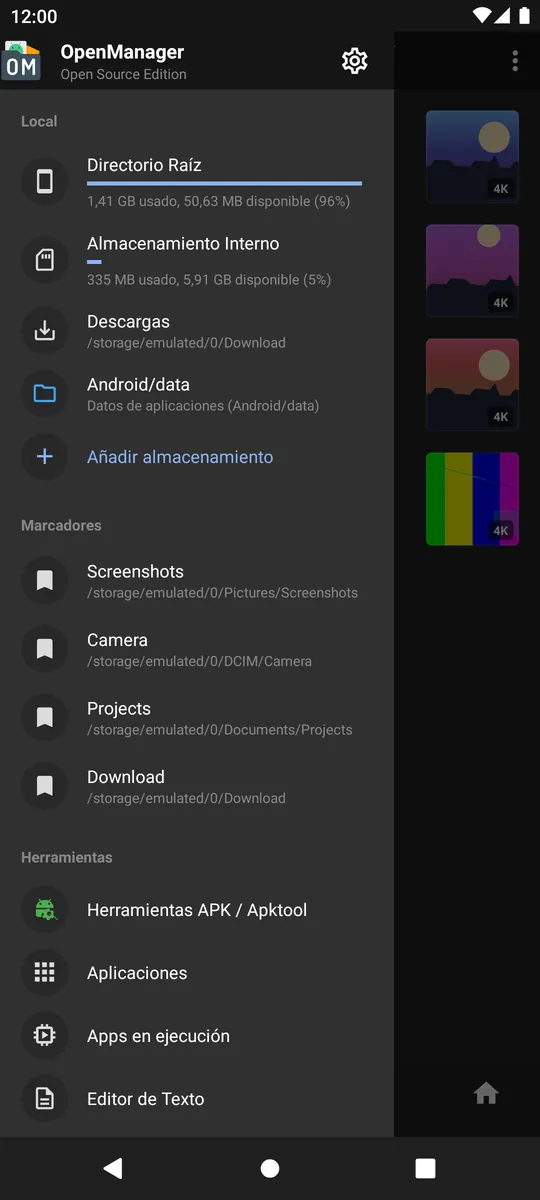 12:00
OM
OpenManager
Open Source Edition
Local
Directorio Raíz
1,41 GB usado, 50,63 MB disponible (96%)
Almacenamiento Interno
335 MB usado, 5,91 GB disponible (5%)
Descargas
/storage/emulated/0/Download
Android/data
Datos de aplicaciones (Android/data)
Añadir almacenamiento
Marcadores
Screenshots
/storage/emulated/0/Pictures/Screenshots
Camera
/storage/emulated/0/DCIM/Camera
Projects
/storage/emulated/0/Documents/Projects
Download
/storage/emulated/0/Download
Herramientas
Herramientas APK / Apktool
Aplicaciones
Apps en ejecución
Editor de Texto
4K
4K
4K
4K